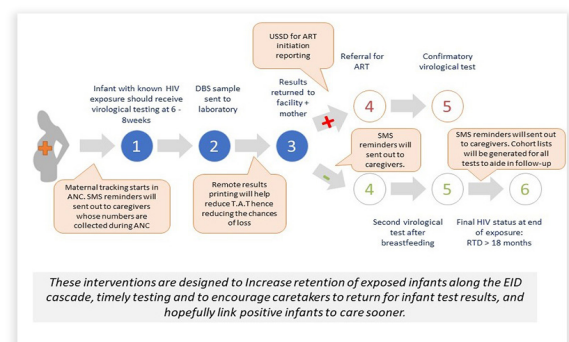 USSD for ART
initiation
reporting
Referral for
ART
Confirmatory
virological test
Infant with known HIV
exposure should receive
virological testing at 6 -
8weeks
DBS sample
sent to
laboratory
Results
returned to
facility +
mother
+
1
2
3
+
4
5
-
4
5
6
SMS
reminders will
sent out to
caregivers.
SMS reminders will sent out
to caregivers. Cohort lists
will be generated for all
tests to aide in follow-up
Maternal tracking starts in
ANC. SMS reminders will
sent out to caregivers
whose numbers are
collected during ANC
Remote results
printing will help
reduce T.A.T hence
reducing the chances
of loss
Second virological
test after
breastfeeding
Final HIV status at end
of exposure:
RTD > 18 months
These interventions are designed to Increase retention of exposed infants along the EID
cascade, timely testing and to encourage caretakers to return for infant test results, and
hopefully link positive infants to care sooner.